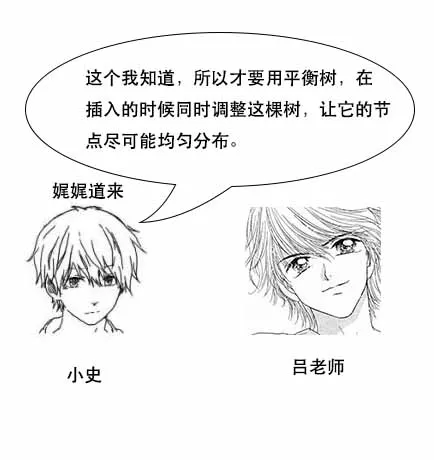 这个我知道，所以才要用平衡树，在
插入的时候同时调整这棵树，让它的节
点尽可能均匀分布。
娓娓道来
小史
吕老师